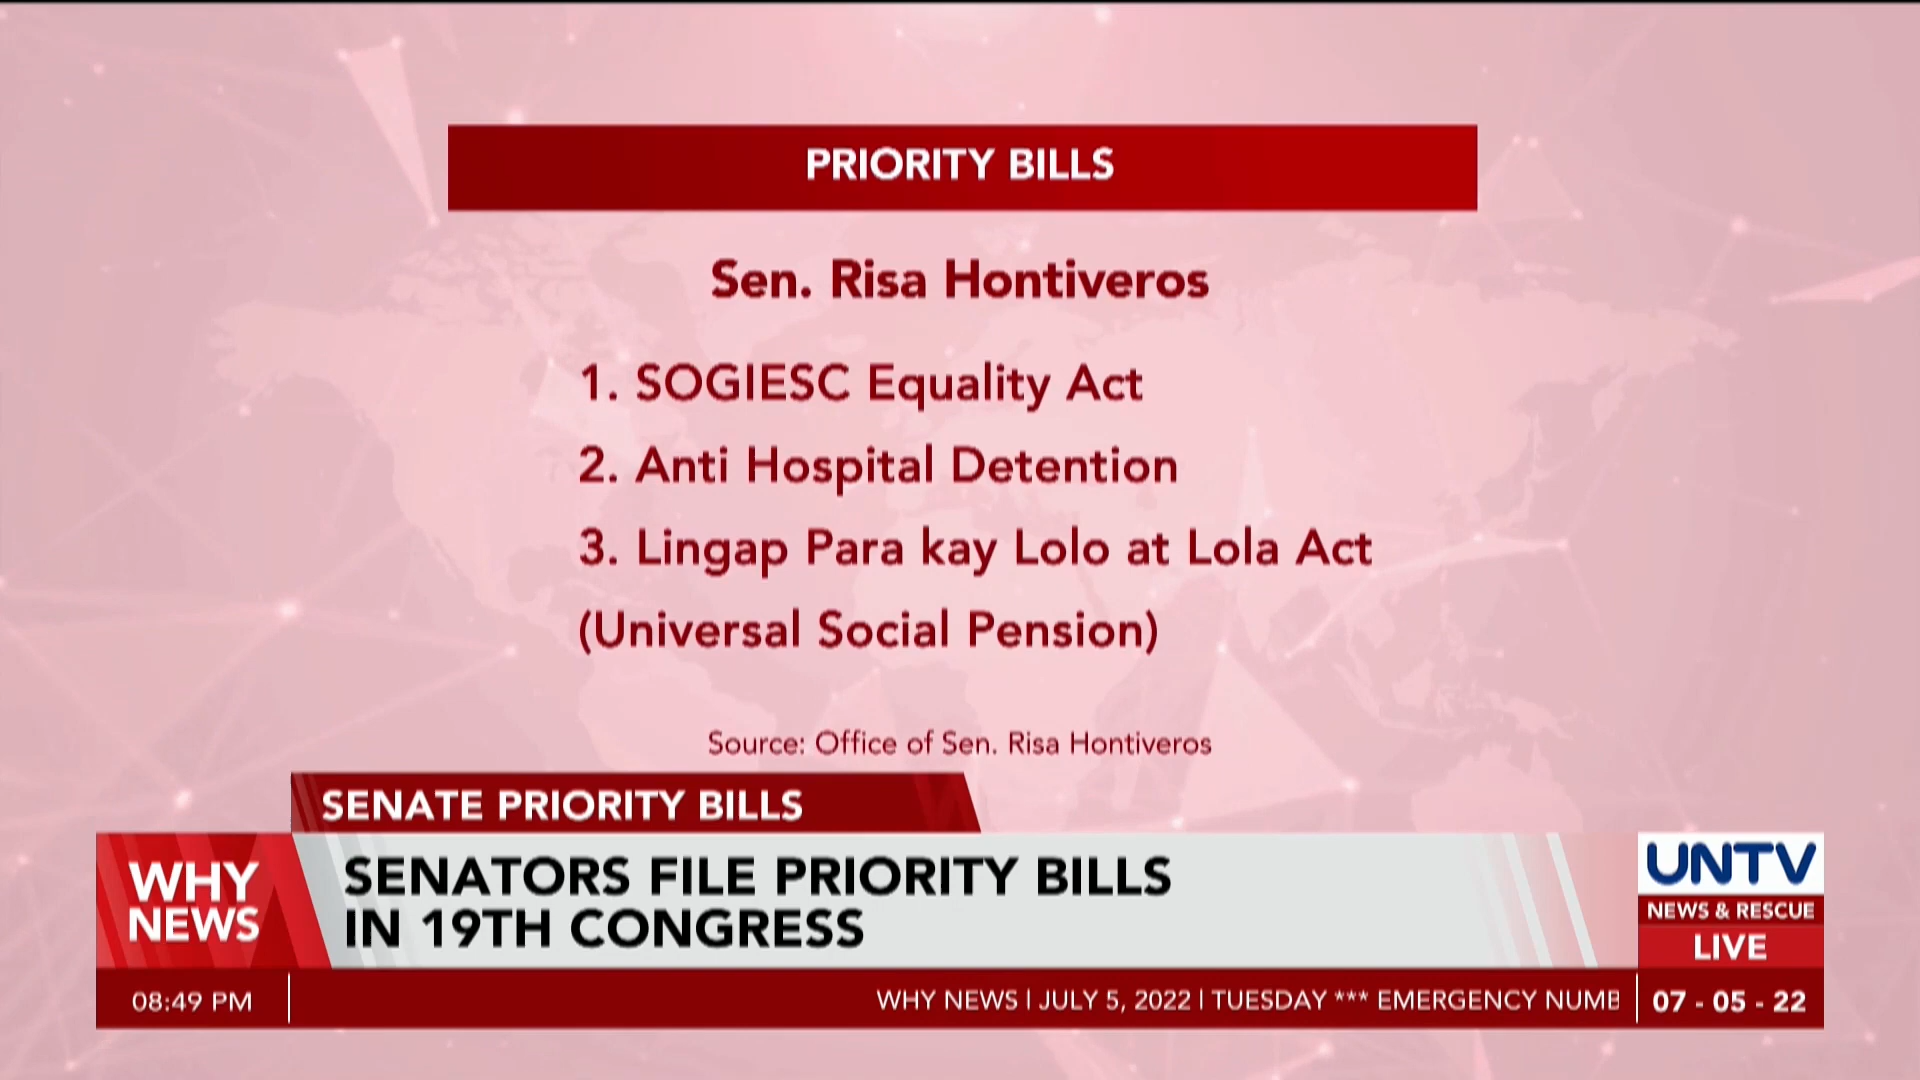 PRIORITY BILLS
Sen. Risa Hontiveros
1. SOGIESC Equality Act
2. Anti Hospital Detention
3. Lingap Para kay Lolo at Lola Act
(Universal Social Pension)
Source: Office of Sen. Risa Hontiveros
SENATE PRIORITY BILLS
WHY
NEWS
SENATORS FILE PRIORITY BILLS
IN 19TH CONGRESS
UNTV
NEWS & RESCUE
LIVE
08:49 PM
WHY NEWS | JULY 5, 2022 | TUESDAY *** EMERGENCY NUMB
07 - 05 - 22